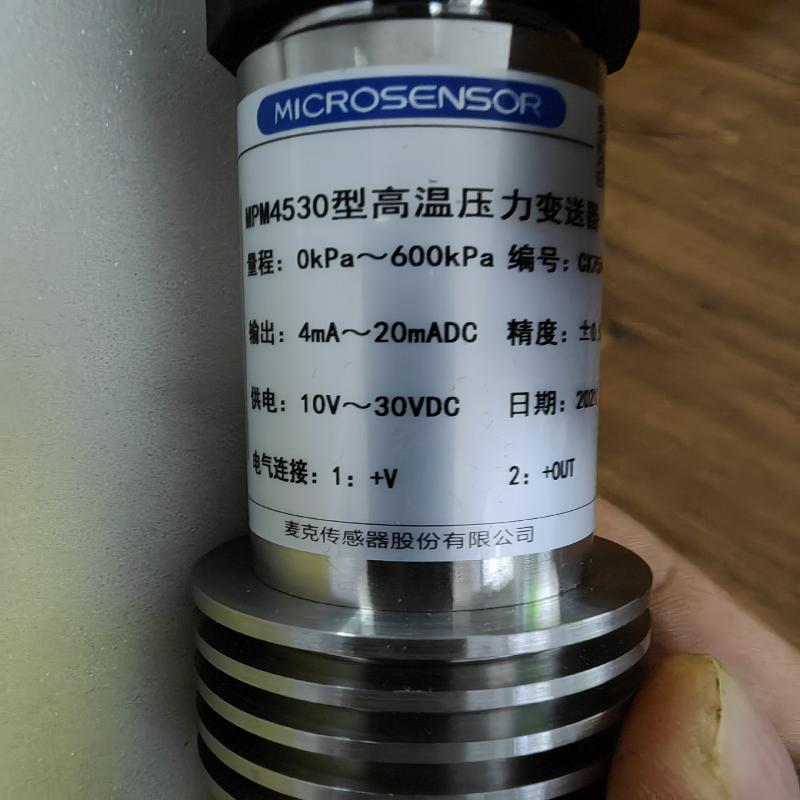 MICROSENSOR
MPM4530型高温压力变送器
量程：0kPa～600kPa 编号：
输出：4mA～20mADC 精度：
供电：10V～30VDC 日期：
电气连接：1：+V 2：+OUT
麦克传感器股份有限公司